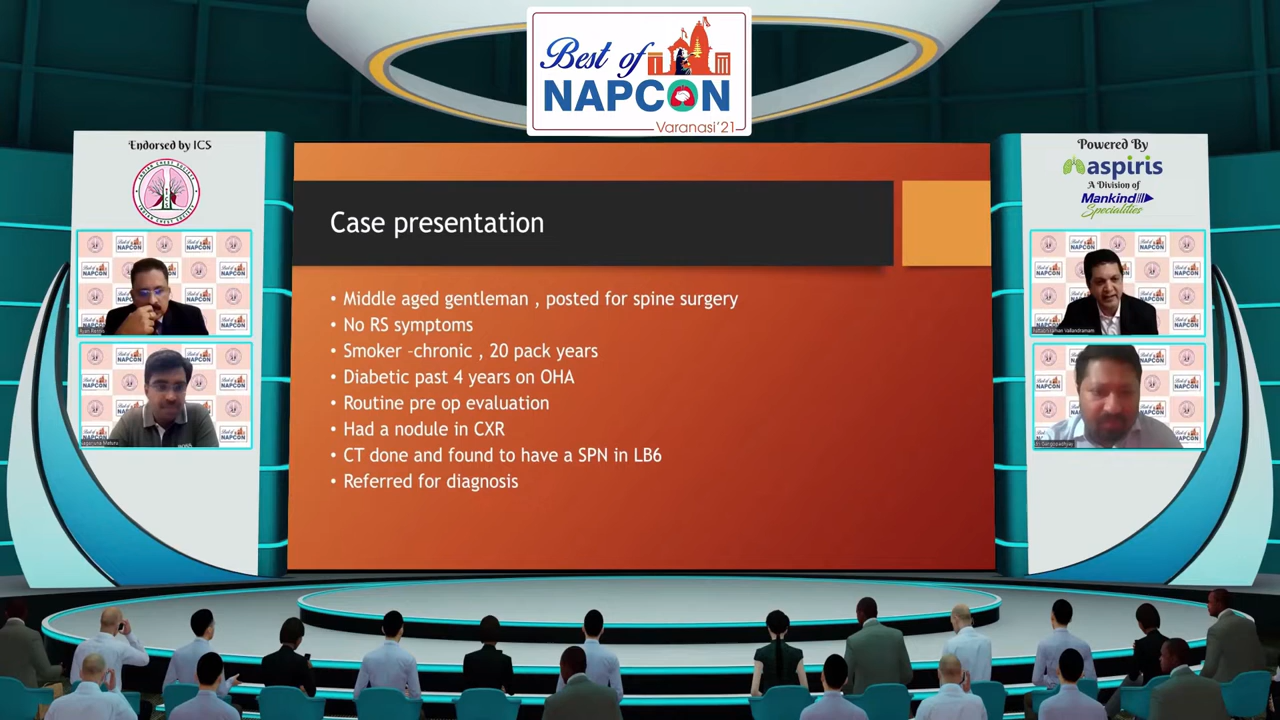 Best of
NAPCON
Varanasi'21
Endorsed by ICS
INDIAN CHEST SOCIETY
Powered By
aspiris
A Division of
Mankind
Specialities
Case presentation
• Middle aged gentleman , posted for spine surgery
• No RS symptoms
• Smoker –chronic , 20 pack years
• Diabetic past 4 years on OHA
• Routine pre op evaluation
• Had a nodule in CXR
• CT done and found to have a SPN in LB6
• Referred for diagnosis